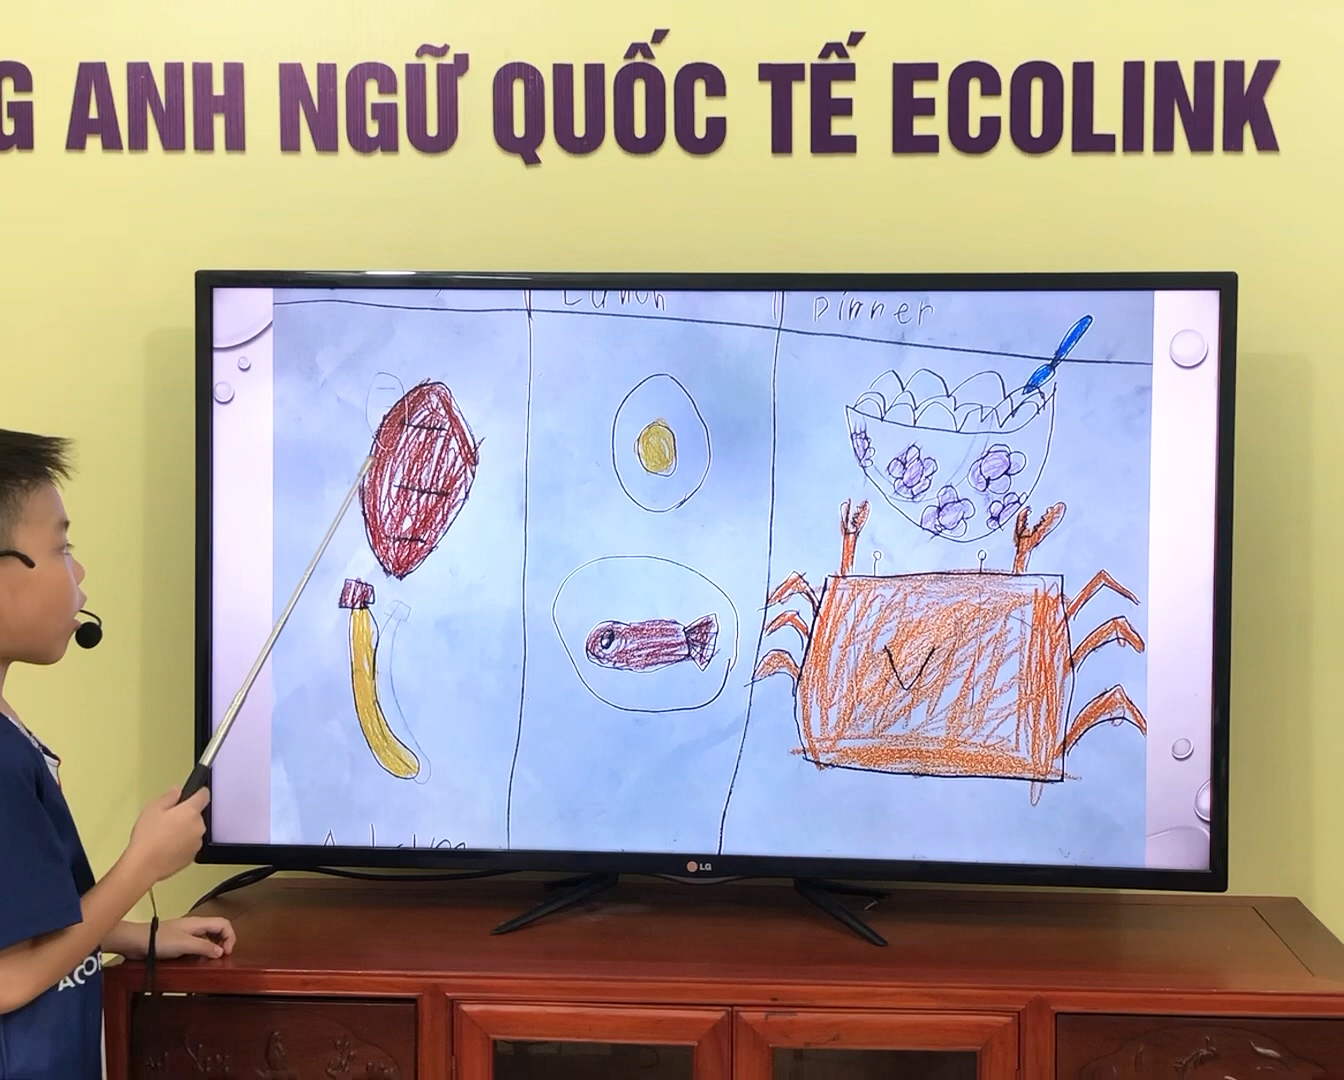 G ANH NGỮ QUỐC TẾ ECOLINK
Lunch
Dinner
LG